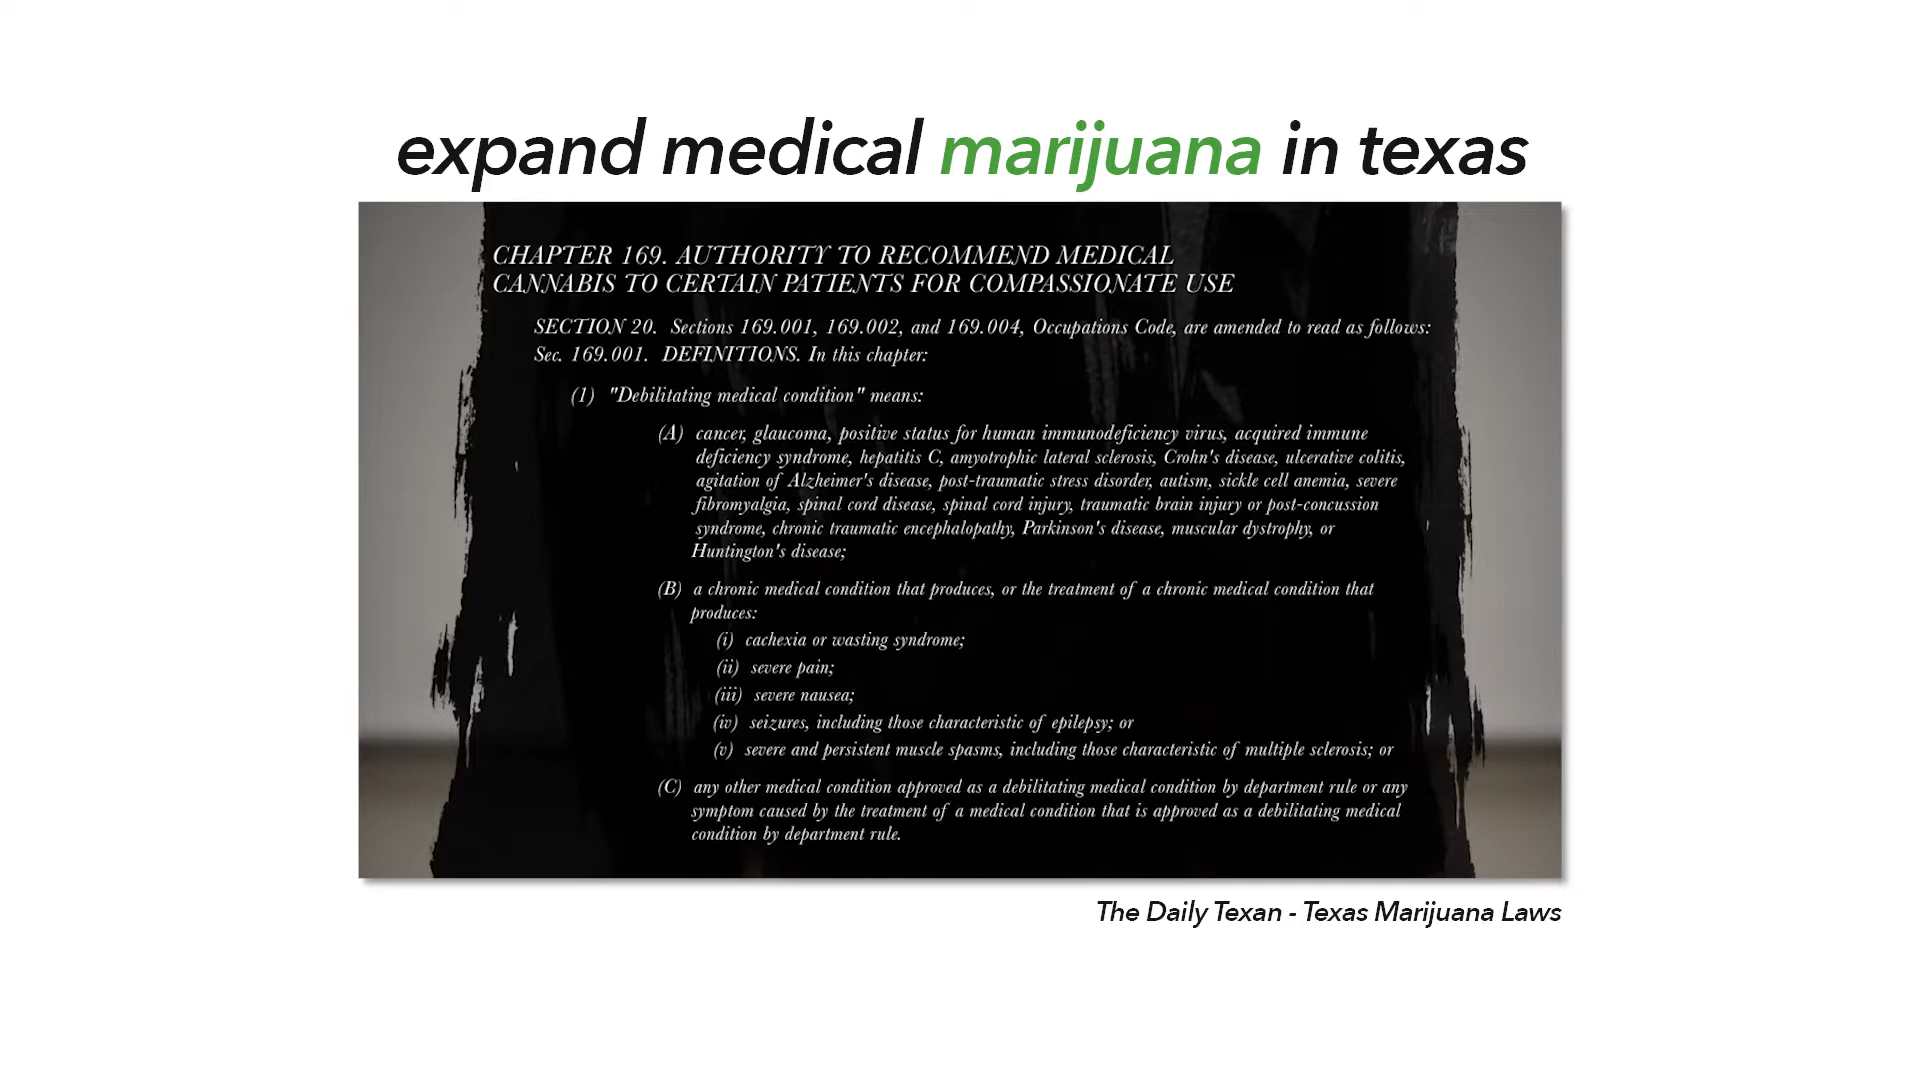 expand medical marijuana in texas
CHAPTER 169. AUTHORITY TO RECOMMEND MEDICAL
CANNABIS TO CERTAIN PATIENTS FOR COMPASSIONATE USE
SECTION 20. Sections 169.001, 169.002, and 169.004, Occupations Code, are amended to read as follows:
Sec. 169.001. DEFINITIONS. In this chapter:
(1) "Debilitating medical condition" means:
(A) cancer, glaucoma, positive status for human immunodeficiency virus, acquired immune
deficiency syndrome, hepatitis C, amyotrophic lateral sclerosis, Crohn's disease, ulcerative colitis,
agitation of Alzheimer's disease, post-traumatic stress disorder, autism, sickle cell anemia, severe
fibromyalgia, spinal cord disease, spinal cord injury, traumatic brain injury or post-concussion
syndrome, chronic traumatic encephalopathy, Parkinson's disease, muscular dystrophy, or
Huntington's disease;
(B) a chronic medical condition that produces, or the treatment of a chronic medical condition that
produces:
(i) cachexia or wasting syndrome;
(ii) severe pain;
(iii) severe nausea;
(iv) seizures, including those characteristic of epilepsy; or
(v) severe and persistent muscle spasms, including those characteristic of multiple sclerosis; or
(C) any other medical condition approved as a debilitating medical condition by department rule or any
symptom caused by the treatment of a medical condition that is approved as a debilitating medical
condition by department rule.
The Daily Texan - Texas Marijuana Laws